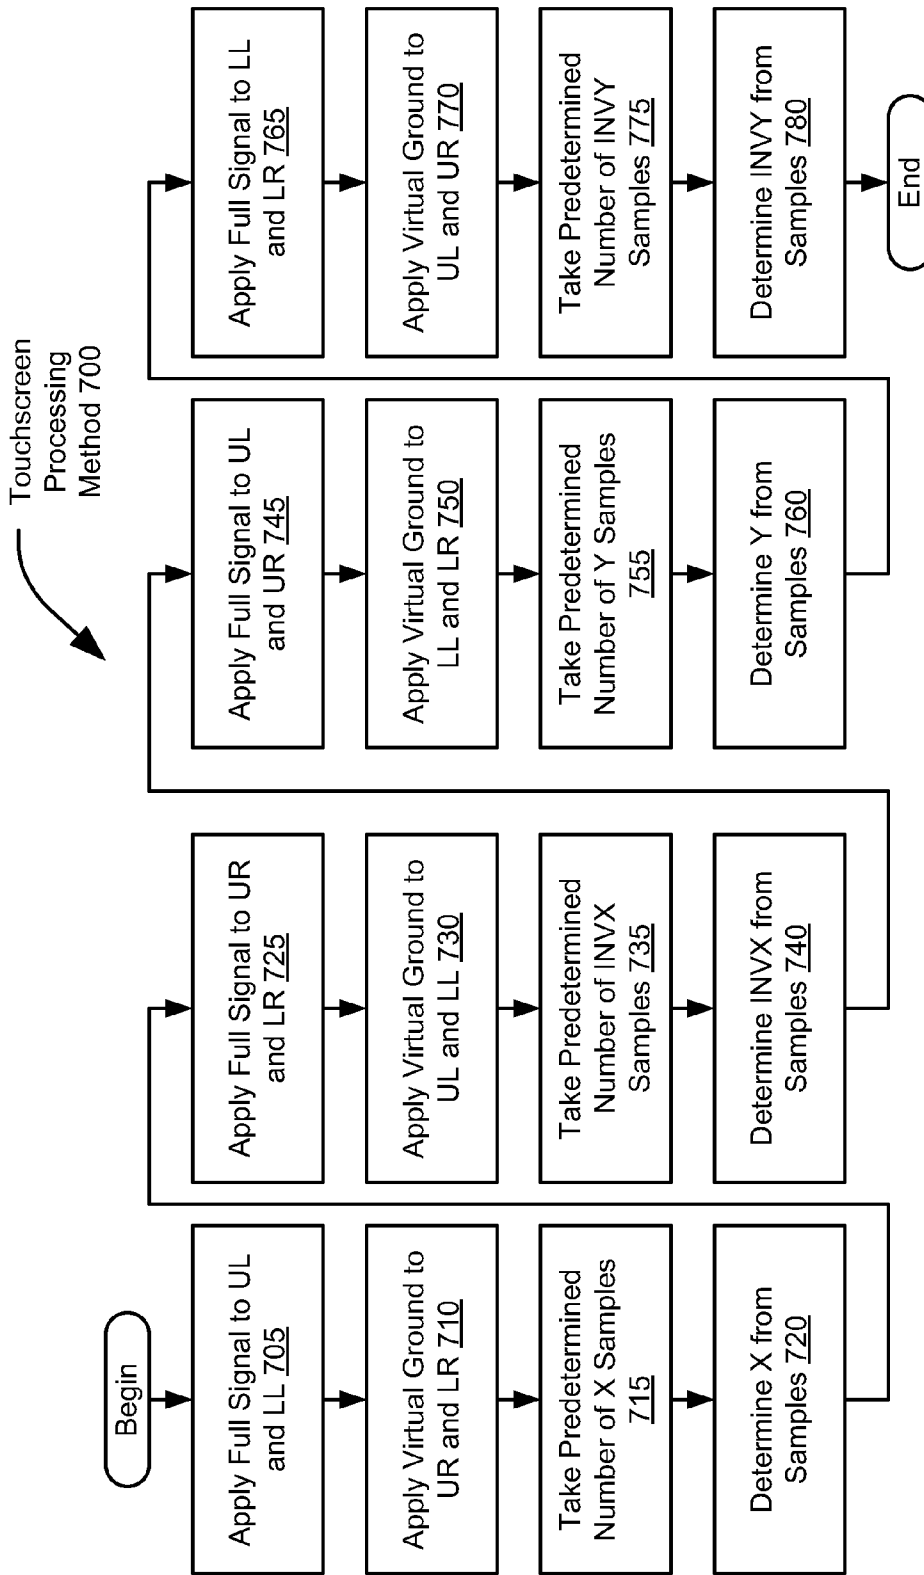 Touchscreen
Processing
Method 700
Begin
Apply Full Signal to UL
and LL 705
Apply Virtual Ground to
UR and LR 710
Take Predetermined
Number of X Samples
715
Determine X from
Samples 720
Apply Full Signal to UR
and LR 725
Apply Virtual Ground to
UL and LL 730
Take Predetermined
Number of INVX
Samples 735
Determine INVX from
Samples 740
Apply Full Signal to UL
and UR 745
Apply Virtual Ground to
LL and LR 750
Take Predetermined
Number of Y Samples
755
Determine Y from
Samples 760
Apply Full Signal to LL
and LR 765
Apply Virtual Ground to
UL and UR 770
Take Predetermined
Number of INVY
Samples 775
Determine INVY from
Samples 780
End